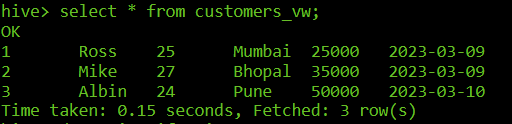 hive> select * from customers_vw;
OK
1 Ross 25 Mumbai 25000 2023-03-09
2 Mike 27 Bhopal 35000 2023-03-09
3 Albin 24 Pune 50000 2023-03-10
Time taken: 0.15 seconds, Fetched: 3 row(s)